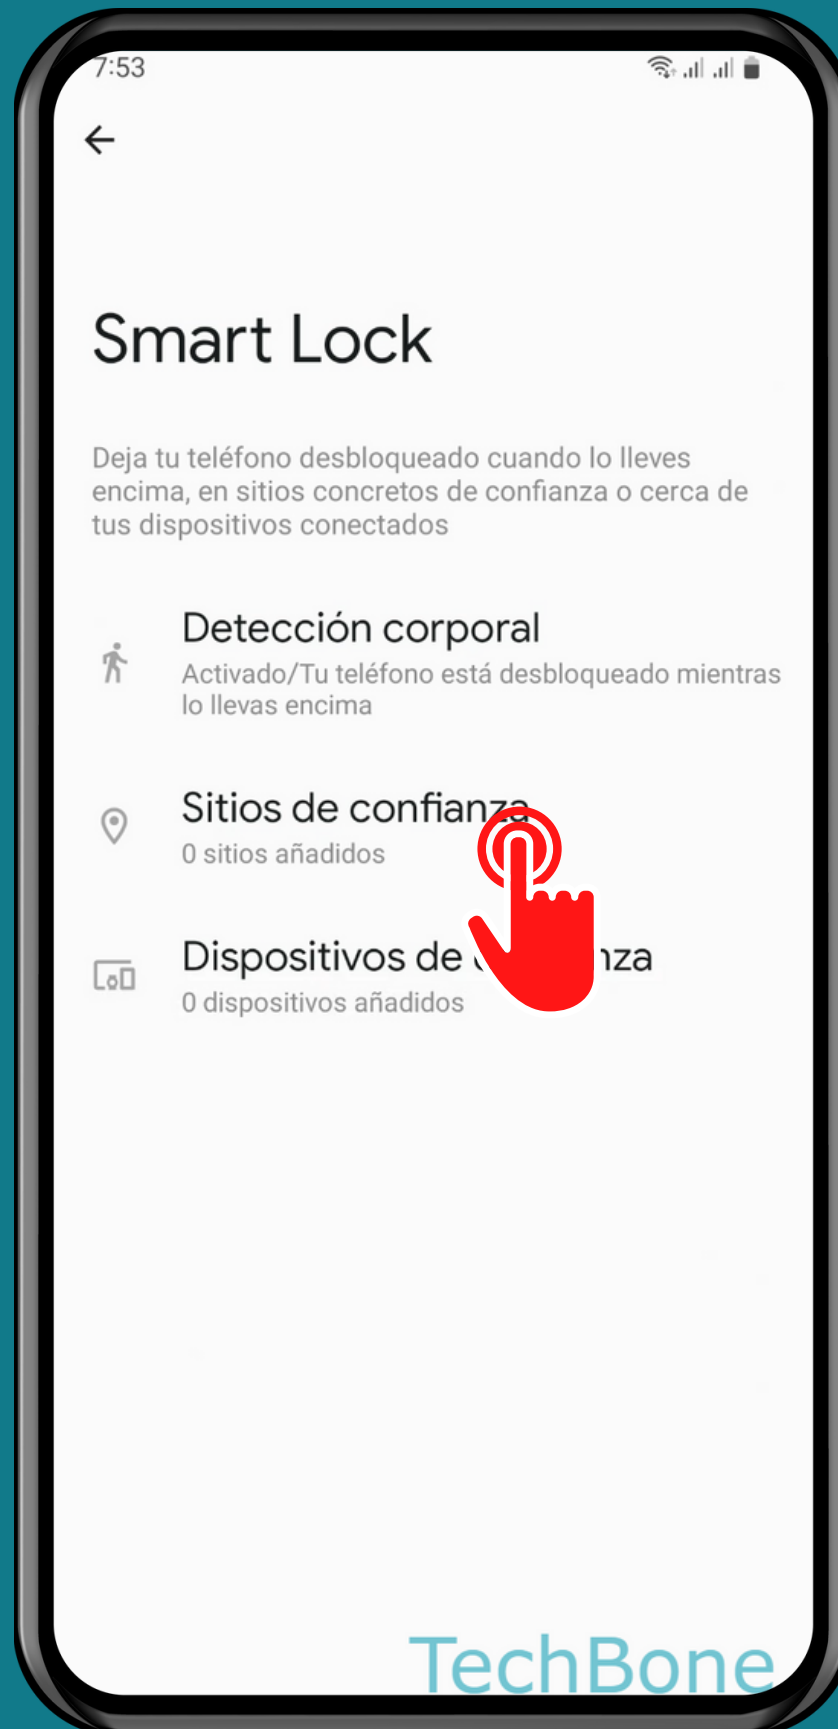 7:53
Smart Lock
Deja tu teléfono desbloqueado cuando lo lleves
encima, en sitios concretos de confianza o cerca de
tus dispositivos conectados
Detección corporal
Activado/Tu teléfono está desbloqueado mientras
lo llevas encima
Sitios de confianza
0 sitios añadidos
Dispositivos de
0 dispositivos añadidos
TechBone